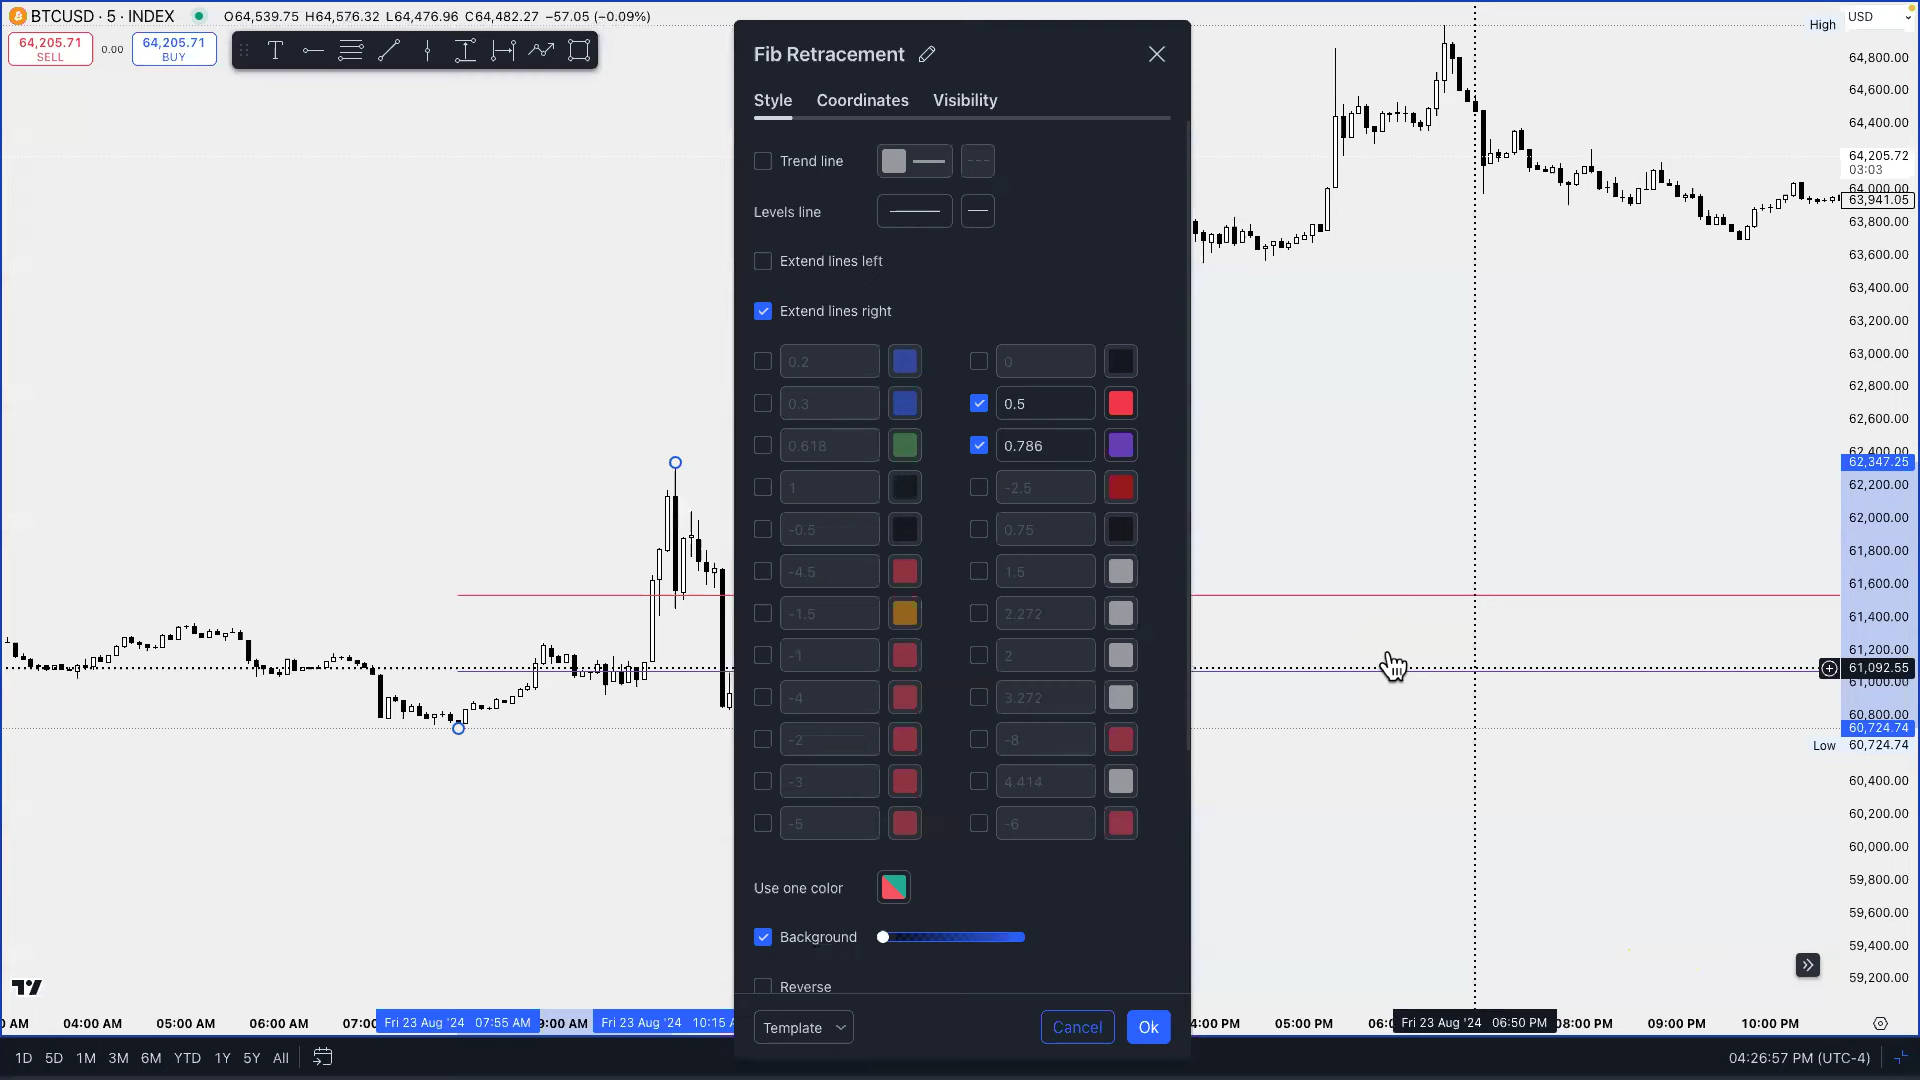 BTCUSD · 5 · INDEX O64,539.75 H64,576.32 L64,476.96 C64,482.27 −57.05 (−0.09%)
64,205.71 SELL
0.00
64,205.71 BUY
Fib Retracement
Style Coordinates Visibility
Trend line
Levels line
Extend lines left
Extend lines right
0.2 0
0.3 0.5
0.618 0.786
1 -2.5
-0.5 0.75
-4.5 1.5
-1.5 2.272
-1 2
-4 3.272
-2 -8
-3 4.414
-5 -6
Use one color
Background
Reverse
Template Cancel Ok
USD
High
64,800.00
64,600.00
64,400.00
64,205.72
03:03
64,000.00
63,941.05
63,800.00
63,600.00
63,400.00
63,200.00
63,000.00
62,800.00
62,600.00
62,400.00
62,347.25
62,200.00
62,000.00
61,800.00
61,600.00
61,400.00
61,200.00
61,092.55
61,000.00
60,800.00
60,724.74
Low 60,724.74
60,400.00
60,200.00
60,000.00
59,800.00
59,600.00
59,400.00
59,200.00
0 AM 04:00 AM 05:00 AM 06:00 AM 07:0 Fri 23 Aug '24 07:55 AM 9:00 AM Fri 23 Aug '24 10:15 A 4:00 PM 05:00 PM 06:0 Fri 23 Aug '24 06:50 PM 08:00 PM 09:00 PM 10:00 PM
1D 5D 1M 3M 6M YTD 1Y 5Y All 04:26:57 PM (UTC-4)